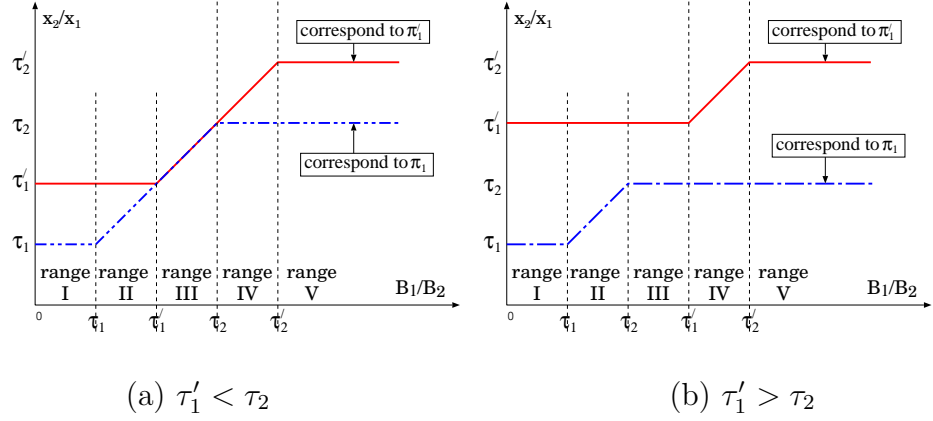 x₂/x₁
correspond to π₁′
τ₂′
τ₂
correspond to π₁
τ₁′
τ₁
range I
range II
range III
range IV
range V
B₁/B₂
0
τ₁
τ₁′
τ₂
τ₂′
(a) τ₁′ < τ₂
x₂/x₁
correspond to π₁′
τ₂′
τ₁′
correspond to π₁
τ₂
τ₁
range I
range II
range III
range IV
range V
B₁/B₂
0
τ₁
τ₂
τ₁′
τ₂′
(b) τ₁′ > τ₂